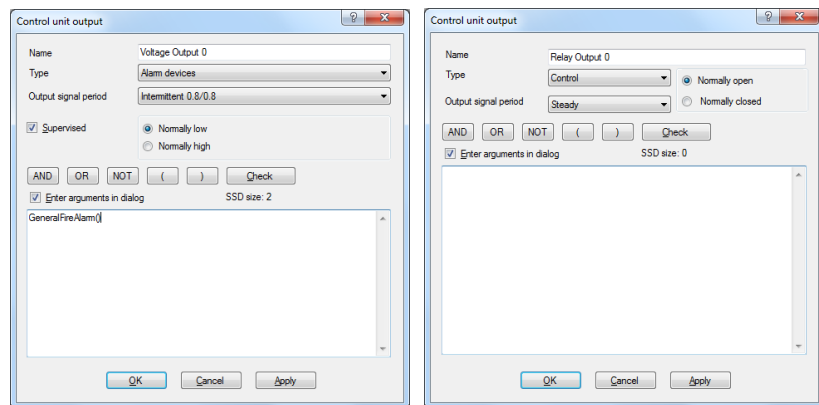 Control unit output
Name Voltage Output 0
Type Alarm devices
Output signal period Intermittent 0.8/0.8
Supervised Normally low
Normally high
AND OR NOT ( ) Check
Enter arguments in dialog SSD size: 2
GeneralFireAlarm()
OK Cancel Apply
Control unit output
Name Relay Output 0
Type Control Normally open
Output signal period Steady Normally closed
AND OR NOT ( ) Check
Enter arguments in dialog SSD size: 0
OK Cancel Apply